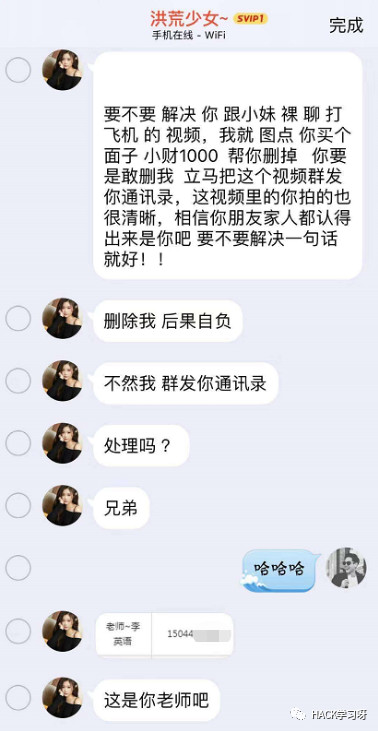 洪荒少女~ SVIP1
手机在线 - WiFi
完成
要不要 解决 你 跟小妹 裸 聊 打
飞机 的 视频，我就 图点 你买个
面子 小财1000 帮你删掉 你要
是敢删我 立马把这个视频群发
你通讯录，这视频里的你拍的也
很清晰，相信你朋友家人都认得
出来是你吧 要不要解决一句话
就好！！
删除我 后果自负
不然我 群发你通讯录
处理吗？
兄弟
哈哈哈
老师~李
英语
15044
这是你老师吧
HACK学习呀